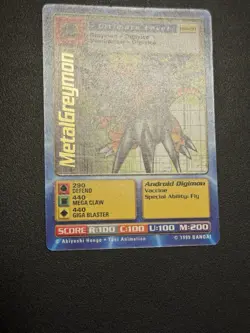 MetalGreymon
290
DEFEND
440
MEGA CLAW
440
GIGA BLASTER
Android Digimon
Vaccine
Special Ability-Fly
SCORE R:100 C:100 U:100 M:200
© Akiyoshi Hongo · Toei Animation
© 1999 BANDAI